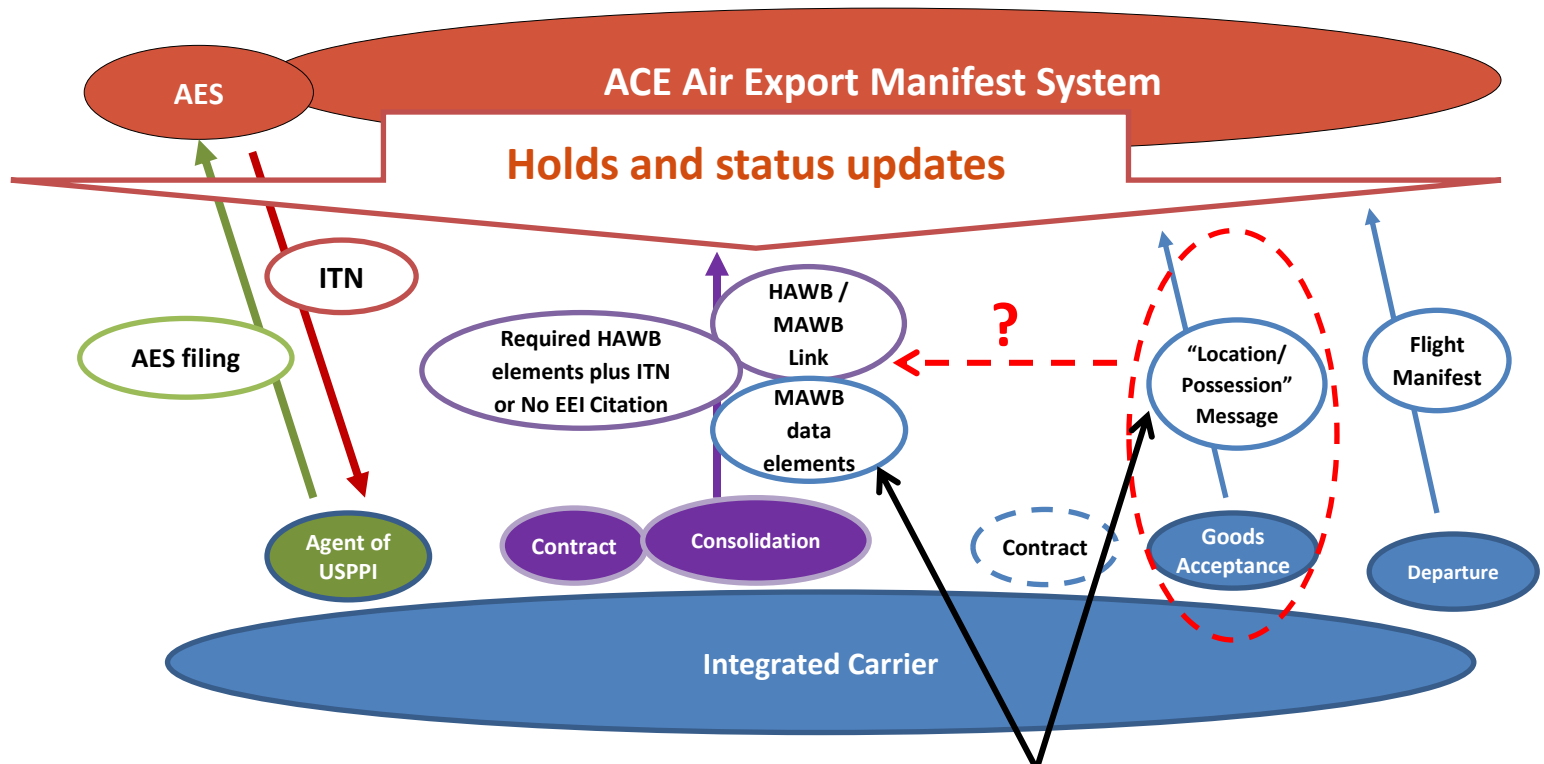 ACE Air Export Manifest System
AES
Holds and status updates
ITN
AES filing
Required HAWB
elements plus ITN
or No EEI Citation
HAWB /
MAWB
Link
MAWB
data
elements
?
“Location/
Possession”
Message
Flight
Manifest
Agent of
USPPI
Contract
Consolidation
Contract
Goods
Acceptance
Departure
Integrated Carrier